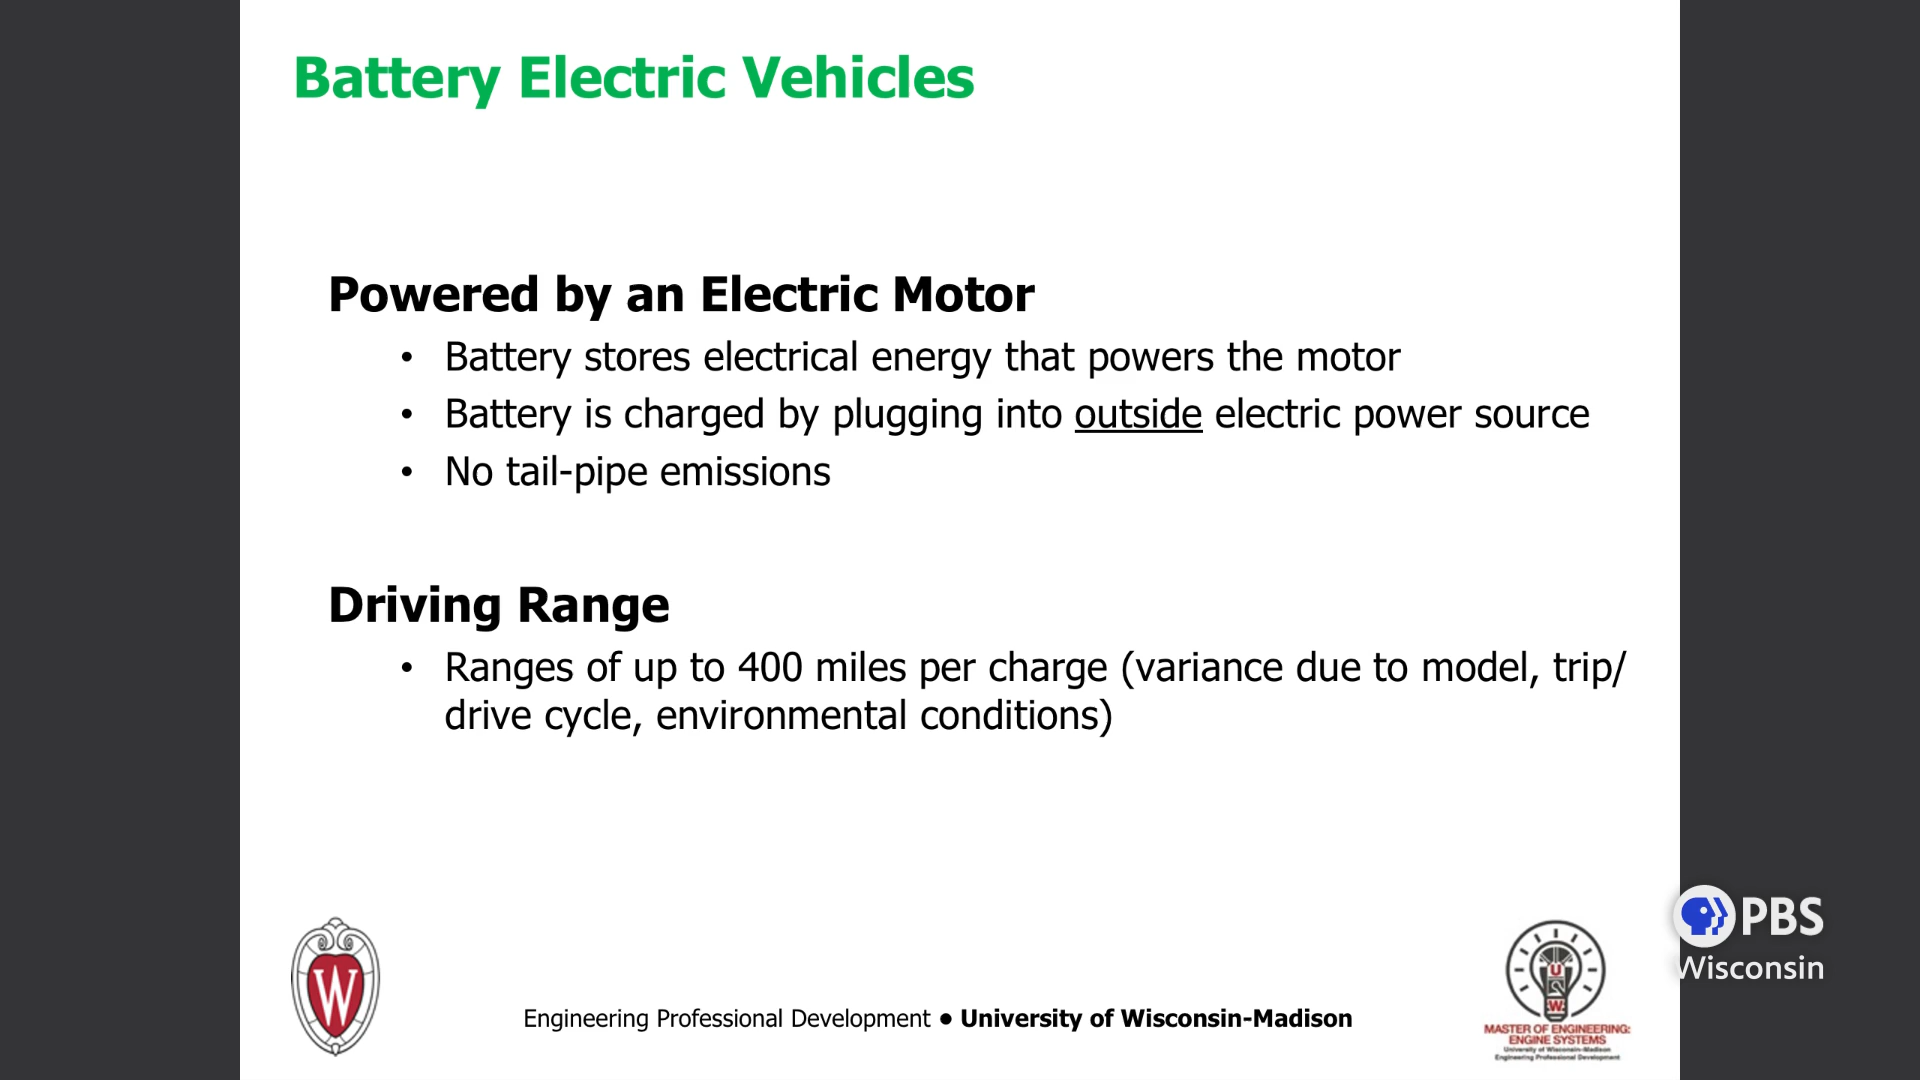 Battery Electric Vehicles
Powered by an Electric Motor
• Battery stores electrical energy that powers the motor
• Battery is charged by plugging into outside electric power source
• No tail-pipe emissions
Driving Range
• Ranges of up to 400 miles per charge (variance due to model, trip/
drive cycle, environmental conditions)
W
Engineering Professional Development • University of Wisconsin-Madison
U
W
MASTER OF ENGINEERING:
ENGINE SYSTEMS
University of Wisconsin-Madison
Engineering Professional Development
PBS
Wisconsin